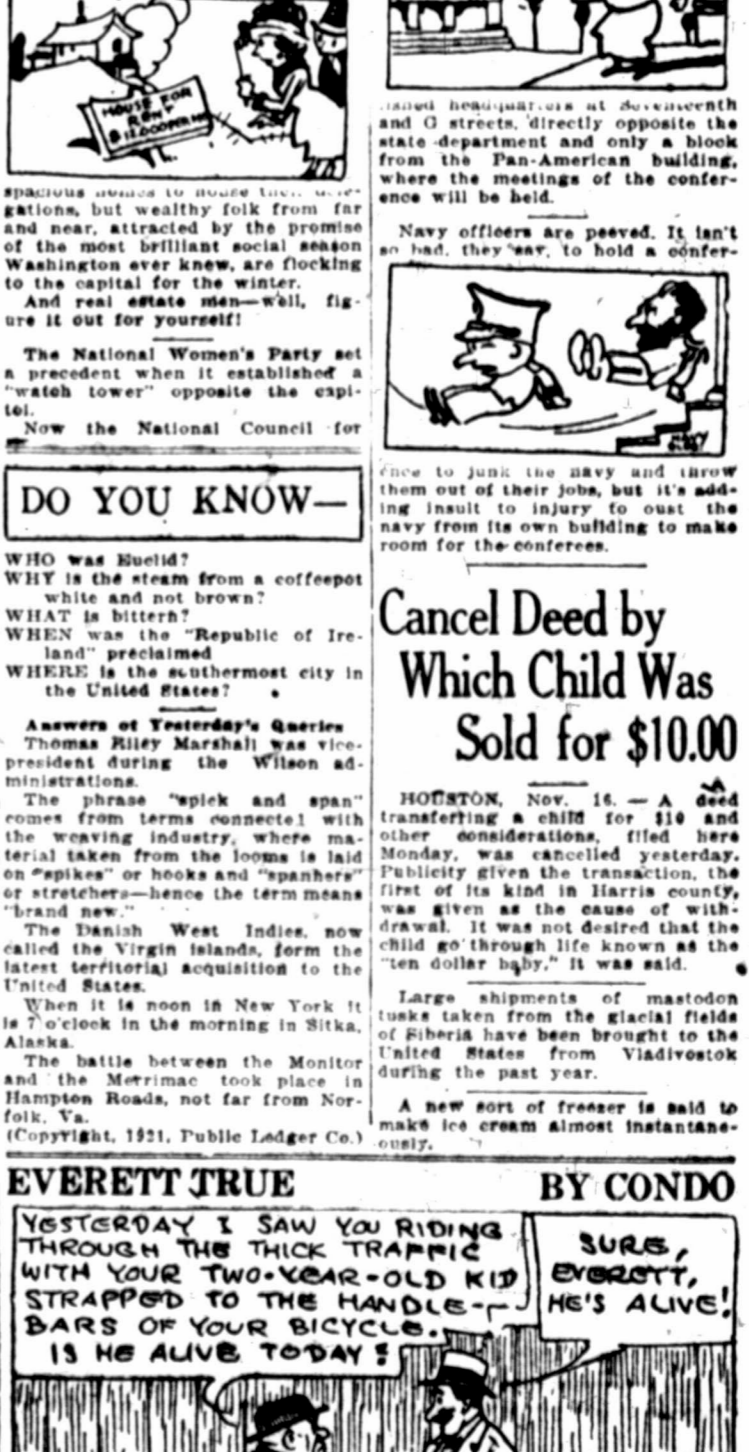 HOUSE FOR
RENT
spacious homes to house their dele-
gations, but wealthy folk from far
and near, attracted by the promise
of the most brilliant social season
Washington ever knew, are flocking
to the capital for the winter.
And real estate men—well, fig-
ure it out for yourself!
The National Women's Party set
a precedent when it established a
"watch tower" opposite the capi-
tol.
Now the National Council for
DO YOU KNOW—
WHO was Euclid?
WHY is the steam from a coffeepot
white and not brown?
WHAT is bittern?
WHEN was the "Republic of Ire-
land" proclaimed
WHERE is the southermost city in
the United States?
Answers of Yesterday's Queries
Thomas Riley Marshall was vice-
president during the Wilson ad-
ministrations.
The phrase "spick and span"
comes from terms connected with
the weaving industry, where ma-
terial taken from the looms is laid
on "spikes" or hooks and "spanhers"
or stretchers—hence the term means
"brand new."
The Danish West Indies, now
called the Virgin islands, form the
latest territorial acquisition to the
United States.
When it is noon in New York it
is 7 o'clock in the morning in Sitka,
Alaska.
The battle between the Monitor
and the Merrimac took place in
Hampton Roads, not far from Nor-
folk, Va.
(Copyright, 1921, Public Ledger Co.)
ished headquarters at Seventeenth
and G streets, directly opposite the
state department and only a block
from the Pan-American building,
where the meetings of the confer-
ence will be held.
Navy officers are peeved. It isn't
so bad, they say, to hold a confer-
ence to junk the navy and throw
them out of their jobs, but it's add-
ing insult to injury to oust the
navy from its own building to make
room for the conferees.
Cancel Deed by
Which Child Was
Sold for $10.00
HOUSTON, Nov. 16. — A deed
transferring a child for $10 and
other considerations, filed here
Monday, was cancelled yesterday.
Publicity given the transaction, the
first of its kind in Harris county,
was given as the cause of with-
drawal. It was not desired that the
child go through life known as the
"ten dollar baby," it was said.
Large shipments of mastodon
tusks taken from the glacial fields
of Siberia have been brought to the
United States from Vladivostok
during the past year.
A new sort of freezer is said to
make ice cream almost instantane-
ously.
EVERETT TRUE BY CONDO
YESTERDAY I SAW YOU RIDING
THROUGH THE THICK TRAFFIC
WITH YOUR TWO-YEAR-OLD KID
STRAPPED TO THE HANDLE-
BARS OF YOUR BICYCLE.
IS HE ALIVE TODAY?
SURE,
EVERETT,
HE'S ALIVE!